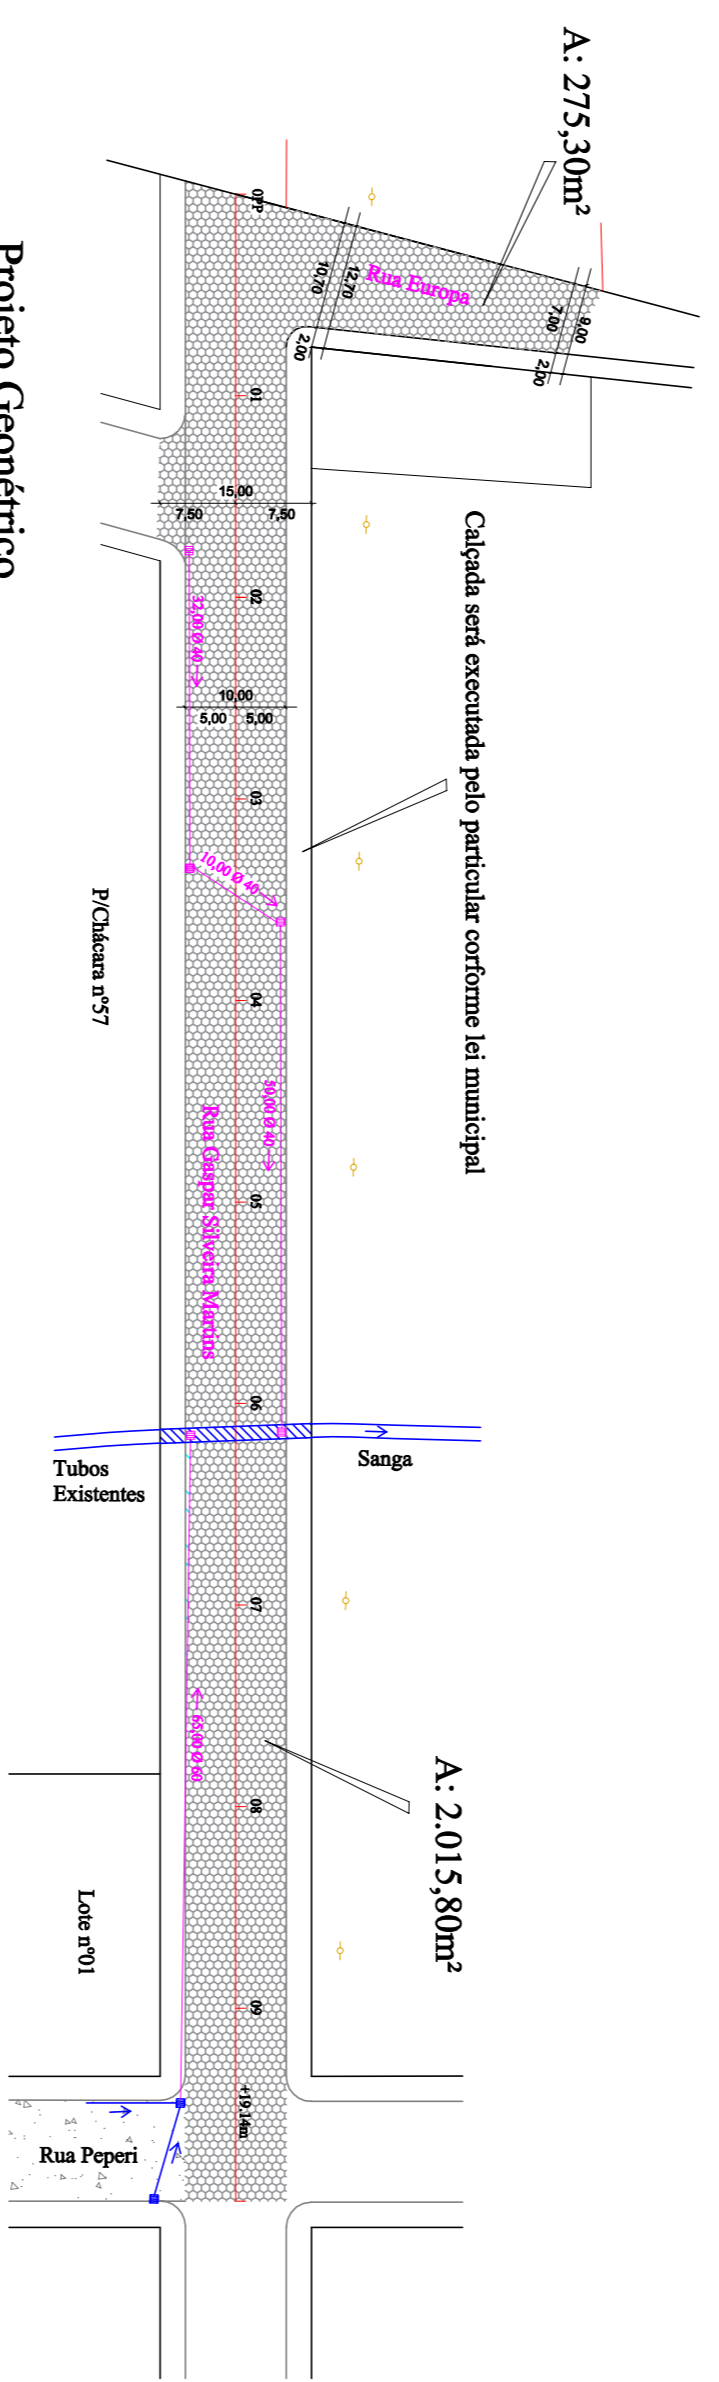 A: 275,30m²
Rua Europa
9,00
7,00
2,00
12,70
10,70
2,00
0PP
01
15,00
7,50
7,50
Calçada será executada pelo particular corforme lei municipal
02
32,00 Ø 40
10,00
5,00
5,00
03
10,00 Ø 40
P/Chácara nº57
04
50,00 Ø 40
05
Rua Gaspar Silveira Martins
06
Sanga
Tubos
Existentes
07
65,00 Ø 60
08
A: 2.015,80m²
Lote nº01
09
+19.14m
Rua Peperi
Projeto Geométrico